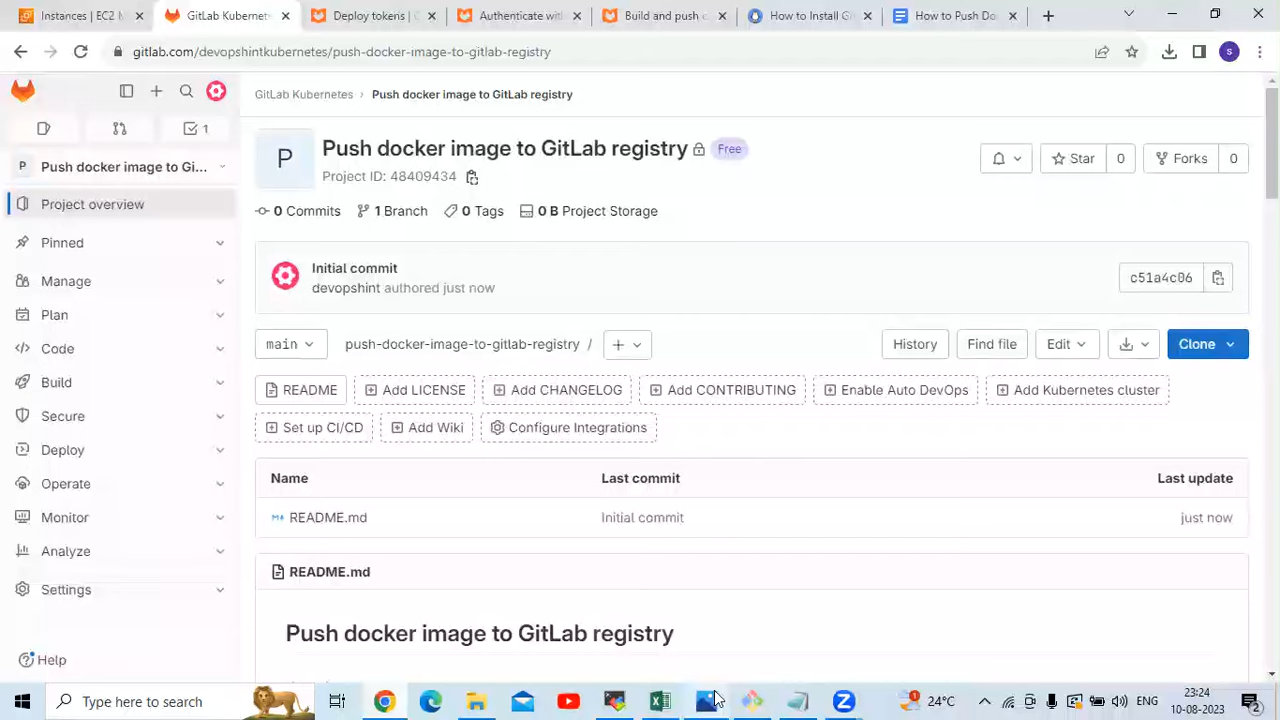 Instances | EC2
GitLab Kubernet
Deploy tokens |
Authenticate wit
Build and push c
How to Install G
How to Push Do
gitlab.com/devopshintkubernetes/push-docker-image-to-gitlab-registry
S
1
GitLab Kubernetes › Push docker image to GitLab registry
P Push docker image to Gi...
Project overview
Pinned
Manage
Plan
Code
Build
Secure
Deploy
Operate
Monitor
Analyze
Settings
Help
P
Push docker image to GitLab registry Free
Project ID: 48409434
Star 0
Forks 0
0 Commits 1 Branch 0 Tags 0 B Project Storage
Initial commit
devopshint authored just now
c51a4c06
main push-docker-image-to-gitlab-registry / + History Find file Edit Clone
README Add LICENSE Add CHANGELOG Add CONTRIBUTING Enable Auto DevOps Add Kubernetes cluster
Set up CI/CD Add Wiki Configure Integrations
Name Last commit Last update
README.md Initial commit just now
README.md
Push docker image to GitLab registry
Type here to search
1
24°C
ENG
23:24
10-08-2023
2